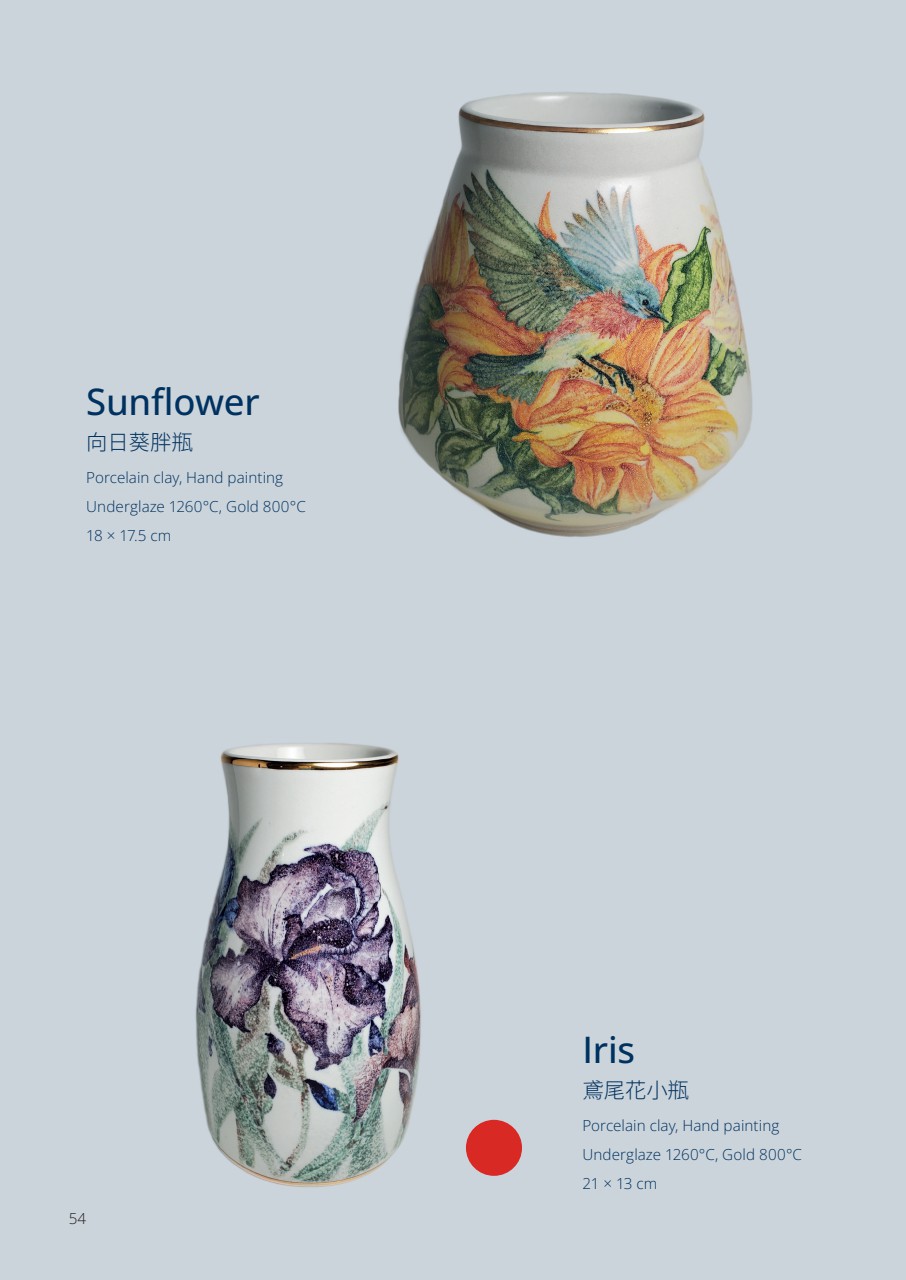 Sunflower
向日葵胖瓶
Porcelain clay, Hand painting
Underglaze 1260°C, Gold 800°C
18 × 17.5 cm
Iris
鳶尾花小瓶
Porcelain clay, Hand painting
Underglaze 1260°C, Gold 800°C
21 × 13 cm
54